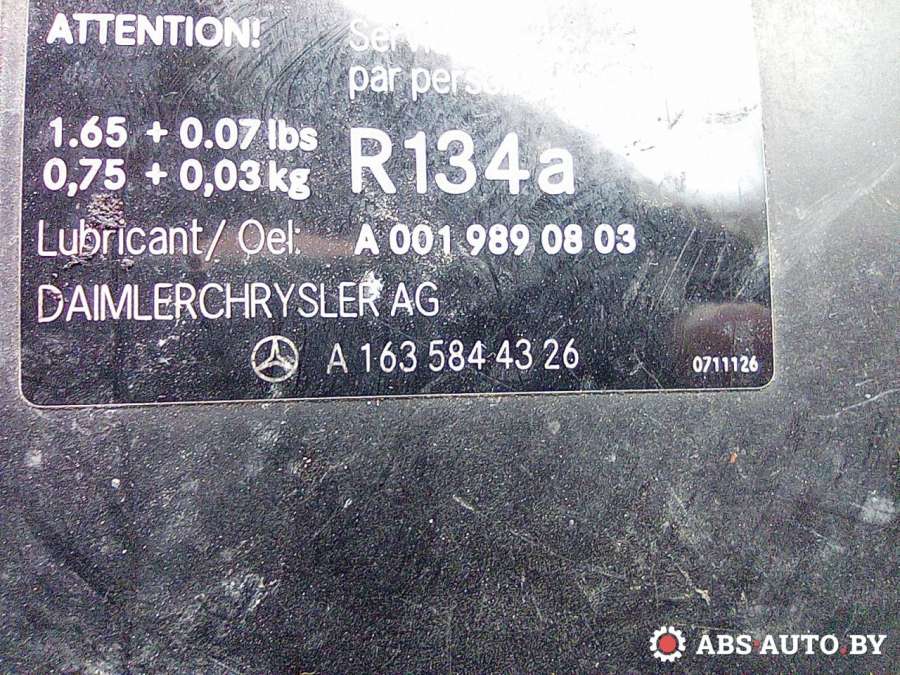 ATTENTION!
par
1.65 + 0.07 lbs
0,75 + 0,03 kg
R134a
Lubricant/ Oel: A 001 989 08 03
DAIMLERCHRYSLER AG
A 163 584 43 26
0711126
ABS-AUTO.BY